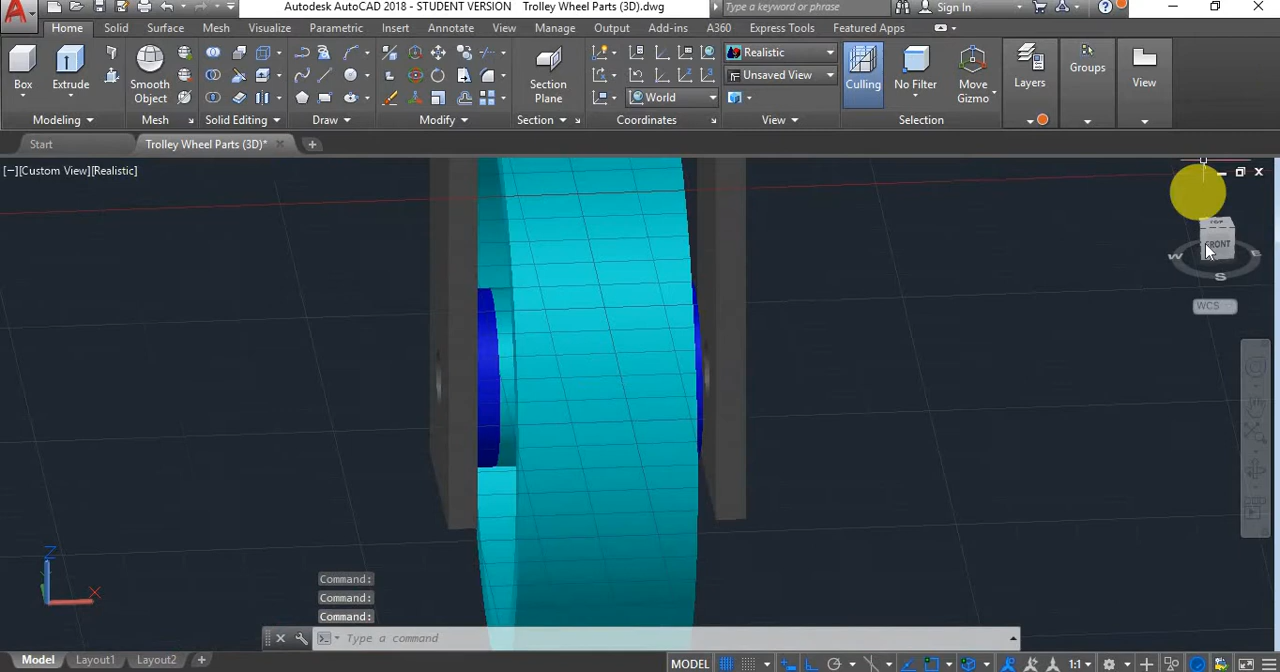 Autodesk AutoCAD 2018 - STUDENT VERSION Trolley Wheel Parts (3D).dwg
Type a keyword or phrase
Sign In
Home Solid Surface Mesh Visualize Parametric Insert Annotate View Manage Output Add-ins A360 Express Tools Featured Apps
Realistic
Unsaved View
World
Box
Extrude
Smooth
Object
Section
Plane
Culling
No Filter
Move
Gizmo
Layers
Groups
View
Modeling
Mesh
Solid Editing
Draw
Modify
Section
Coordinates
View
Selection
Start
Trolley Wheel Parts (3D)*
[−][Custom View][Realistic]
TOP
FRONT
W
E
S
WCS
Z
X
Command:
Command:
Command:
Type a command
Model
Layout1
Layout2
MODEL
1:1